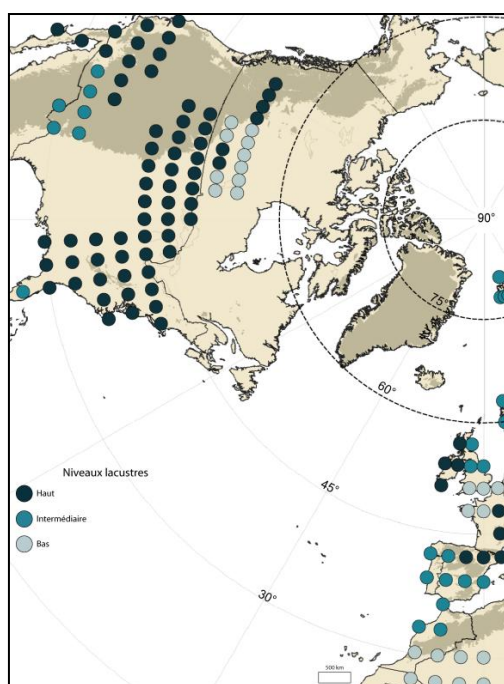 90°
75°
60°
Niveaux lacustres
Haut
45°
Intermédiaire
Bas
30°
500 km